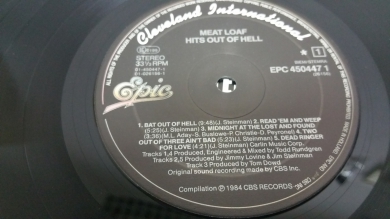 Cleveland International
MEAT LOAF
HITS OUT OF HELL
STEREO
33⅓ RPM
1
EPC 450447 1
Epic
1. BAT OUT OF HELL (9:48)(J. Steinman) 2. READ 'EM AND WEEP
(5:25)(J. Steinman) 3. MIDNIGHT AT THE LOST AND FOUND.
(3:36)(M.L. Aday-S. Buslowe-P. Christie-D. Peyronel) 4. TWO
OUT OF THREE AIN'T BAD (5:23)(J. Steinman) 5. DEAD RINGER
FOR LOVE (4:21)(J. Steinman) Carlin Music Corp.
Tracks 1,4 Produced, Engineered & Mixed by Todd Rundgren
Tracks 2,5 Produced by Jimmy Iovine & Jim Steinman
Track 3 Produced by Tom Dowd
Original sound recording made by CBS Inc.
Compilation ℗ 1984 CBS RECORDS